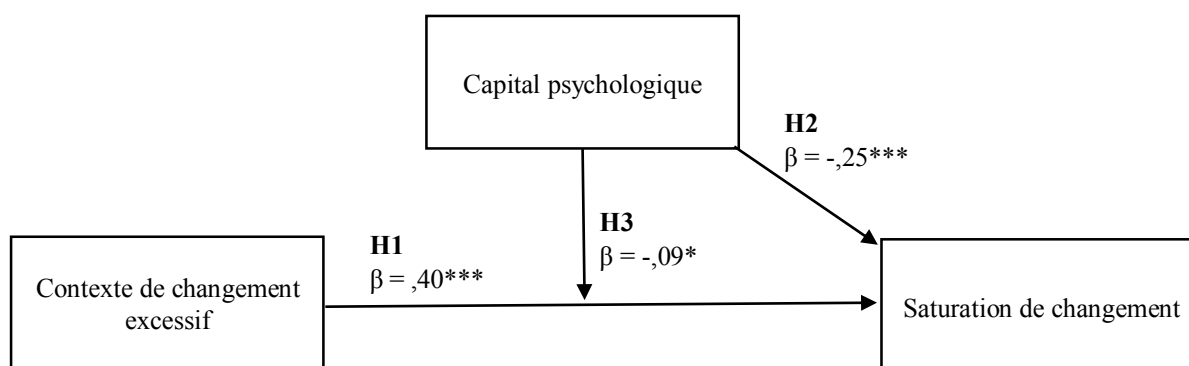 Capital psychologique
H2
β = -,25***
H3
β = -,09*
H1
β = ,40***
Contexte de changement
excessif
Saturation de changement